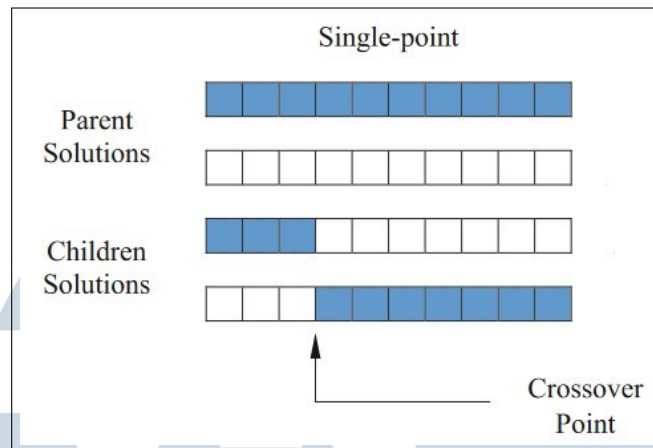 Single-point
Parent
Solutions
Children
Solutions
Crossover
Point